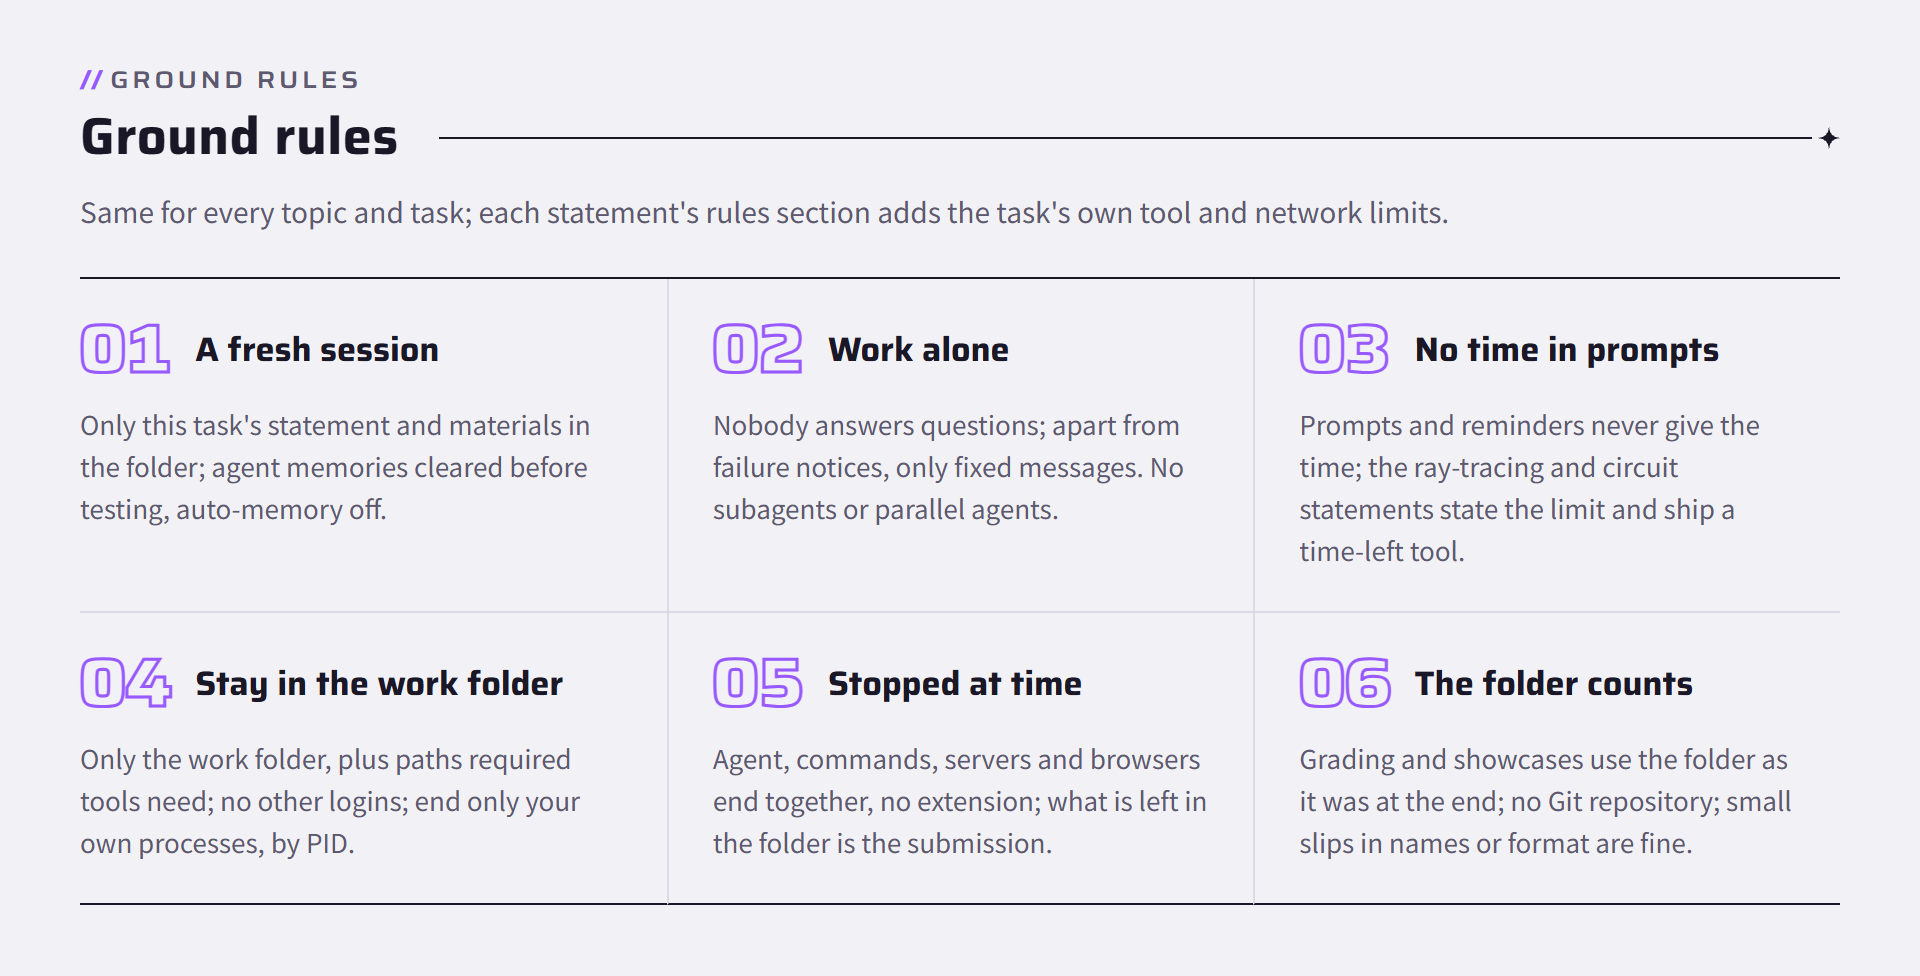 // GROUND RULES
Ground rules
Same for every topic and task; each statement's rules section adds the task's own tool and network limits.
01 A fresh session
Only this task's statement and materials in
the folder; agent memories cleared before
testing, auto-memory off.
02 Work alone
Nobody answers questions; apart from
failure notices, only fixed messages. No
subagents or parallel agents.
03 No time in prompts
Prompts and reminders never give the
time; the ray-tracing and circuit
statements state the limit and ship a
time-left tool.
04 Stay in the work folder
Only the work folder, plus paths required
tools need; no other logins; end only your
own processes, by PID.
05 Stopped at time
Agent, commands, servers and browsers
end together, no extension; what is left in
the folder is the submission.
06 The folder counts
Grading and showcases use the folder as
it was at the end; no Git repository; small
slips in names or format are fine.